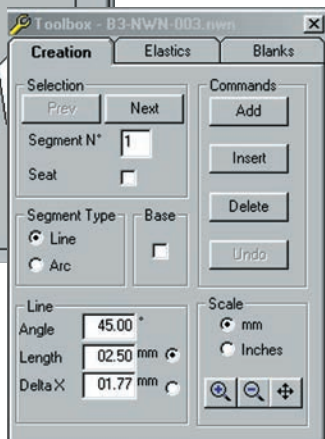 Toolbox - B3-NWN-003.nwn
Creation Elastics Blanks
Selection
Prev Next
Segment N° 1
Seat
Commands
Add
Insert
Delete
Undo
Segment Type
Line
Arc
Base
Line
Angle 45.00 °
Length 02.50 mm
Delta X 01.77 mm
Scale
mm
Inches